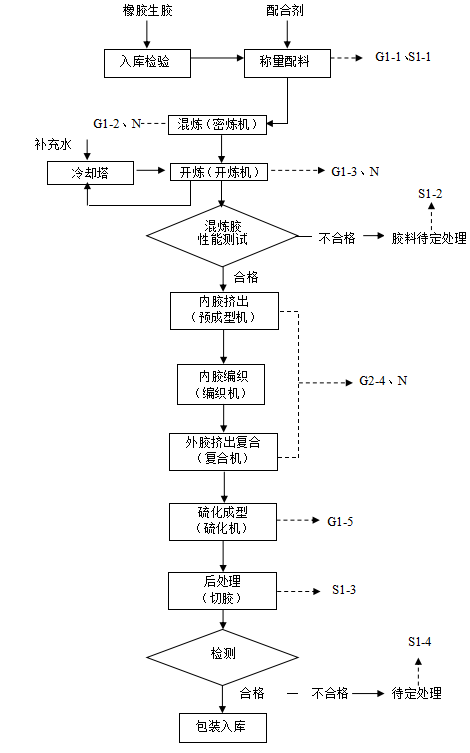 橡胶生胶
配合剂
入库检验
称量配料
G1-1、S1-1
G1-2、N
混炼（密炼机）
补充水
冷却塔
开炼（开炼机）
G1-3、N
S1-2
混炼胶
性能测试
不合格
胶料待定处理
合格
内胶挤出
（预成型机）
内胶编织
（编织机）
G2-4、N
外胶挤出复合
（复合机）
硫化成型
（硫化机）
G1-5
后处理
（切胶）
S1-3
检测
S1-4
合格
不合格
待定处理
包装入库